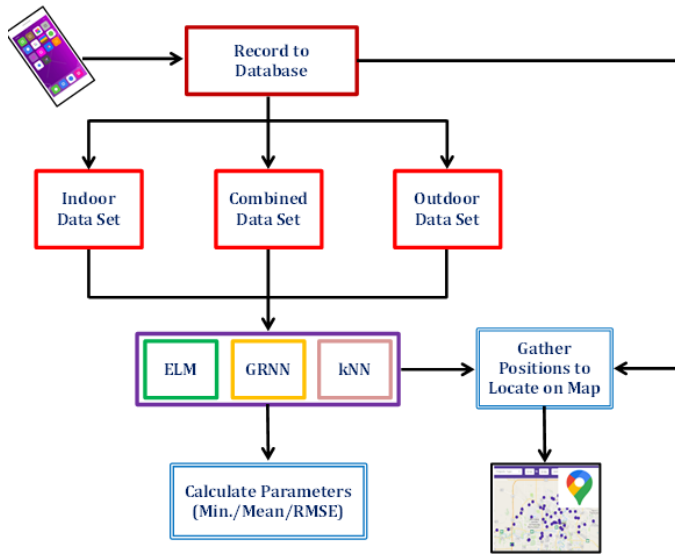 Record to
Database
Indoor
Data Set
Combined
Data Set
Outdoor
Data Set
ELM
GRNN
kNN
Gather
Positions to
Locate on Map
Calculate Parameters
(Min./Mean/RMSE)